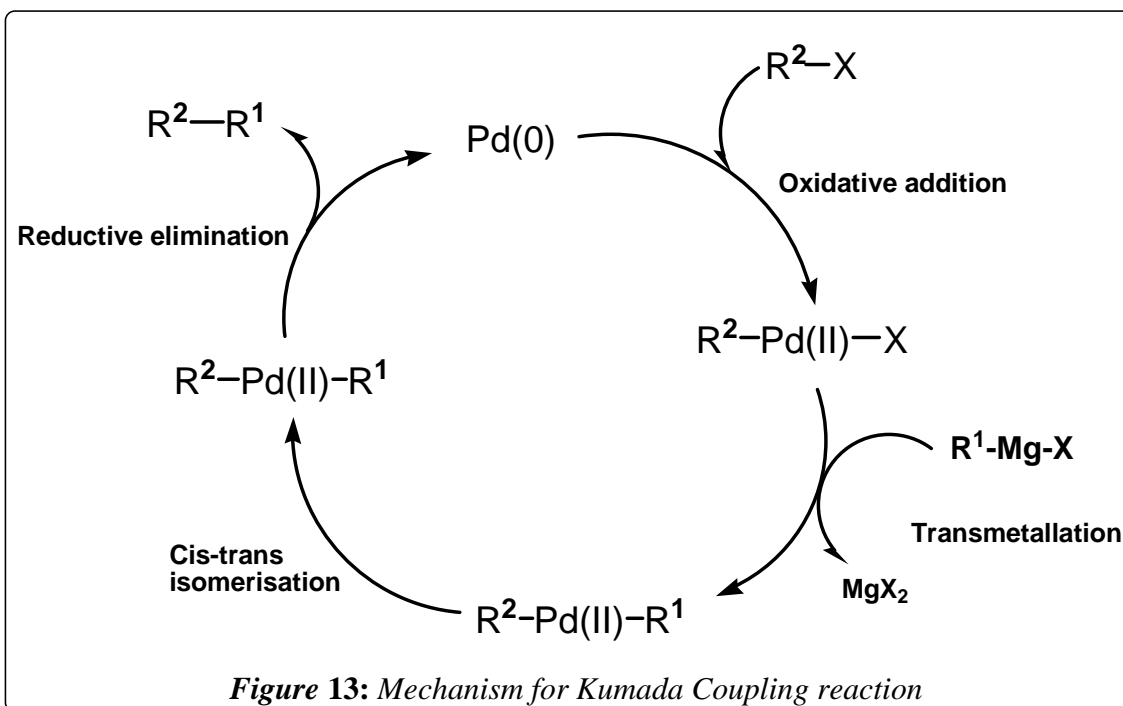 R²—X
R²—R¹
Pd(0)
Oxidative addition
Reductive elimination
R²—Pd(II)—X
R²—Pd(II)—R¹
R¹-Mg-X
Transmetallation
Cis-trans
isomerisation
MgX₂
R²—Pd(II)—R¹
Figure 13: Mechanism for Kumada Coupling reaction